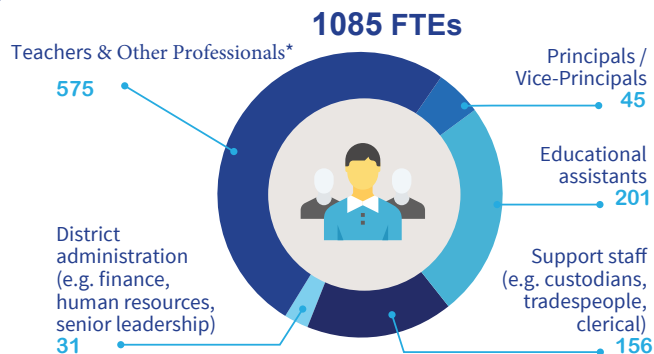 1085 FTEs
Teachers & Other Professionals*
575
Principals /
Vice-Principals
45
Educational
assistants
201
District
administration
(e.g. finance,
human resources,
senior leadership)
31
Support staff
(e.g. custodians,
tradespeople,
clerical)
156